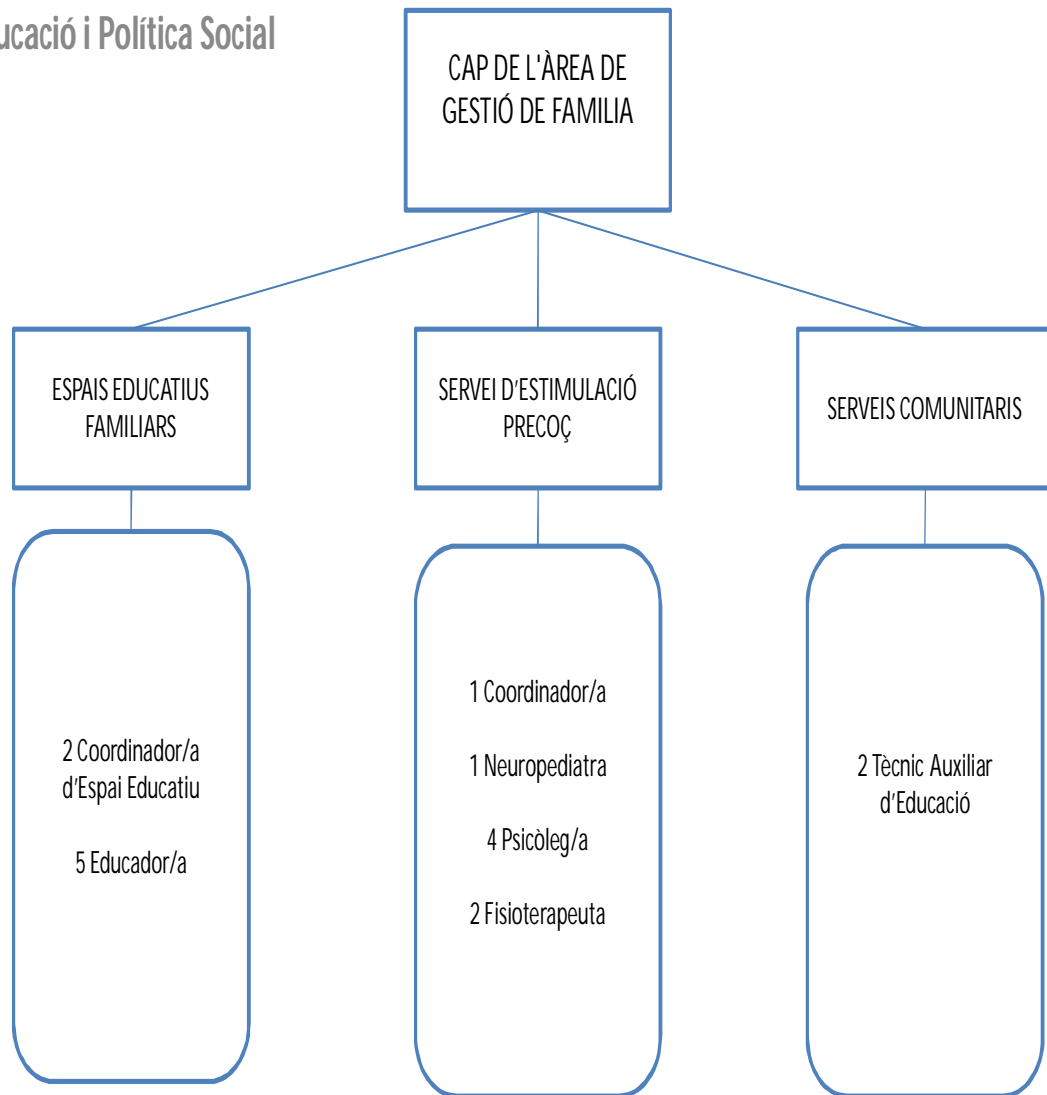 ucació i Política Social
CAP DE L'ÀREA DE
GESTIÓ DE FAMILIA
ESPAIS EDUCATIUS
FAMILIARS
SERVEI D'ESTIMULACIÓ
PRECOÇ
SERVEIS COMUNITARIS
2 Coordinador/a
d'Espai Educatiu
5 Educador/a
1 Coordinador/a
1 Neuropediatra
4 Psicòleg/a
2 Fisioterapeuta
2 Tècnic Auxiliar
d'Educació